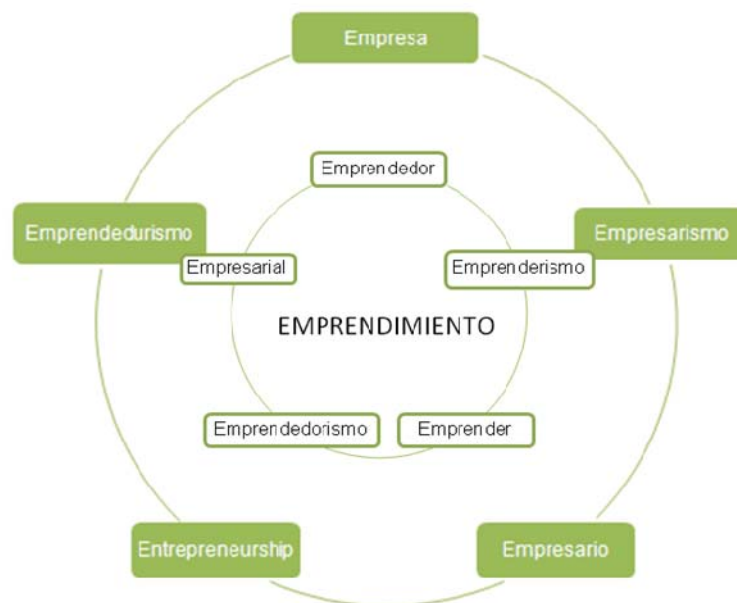 Empresa
Emprendedor
Emprendedurismo
Empresarismo
Empresarial
Emprenderismo
EMPRENDIMIENTO
Emprendedorismo
Emprender
Entrepreneurship
Empresario